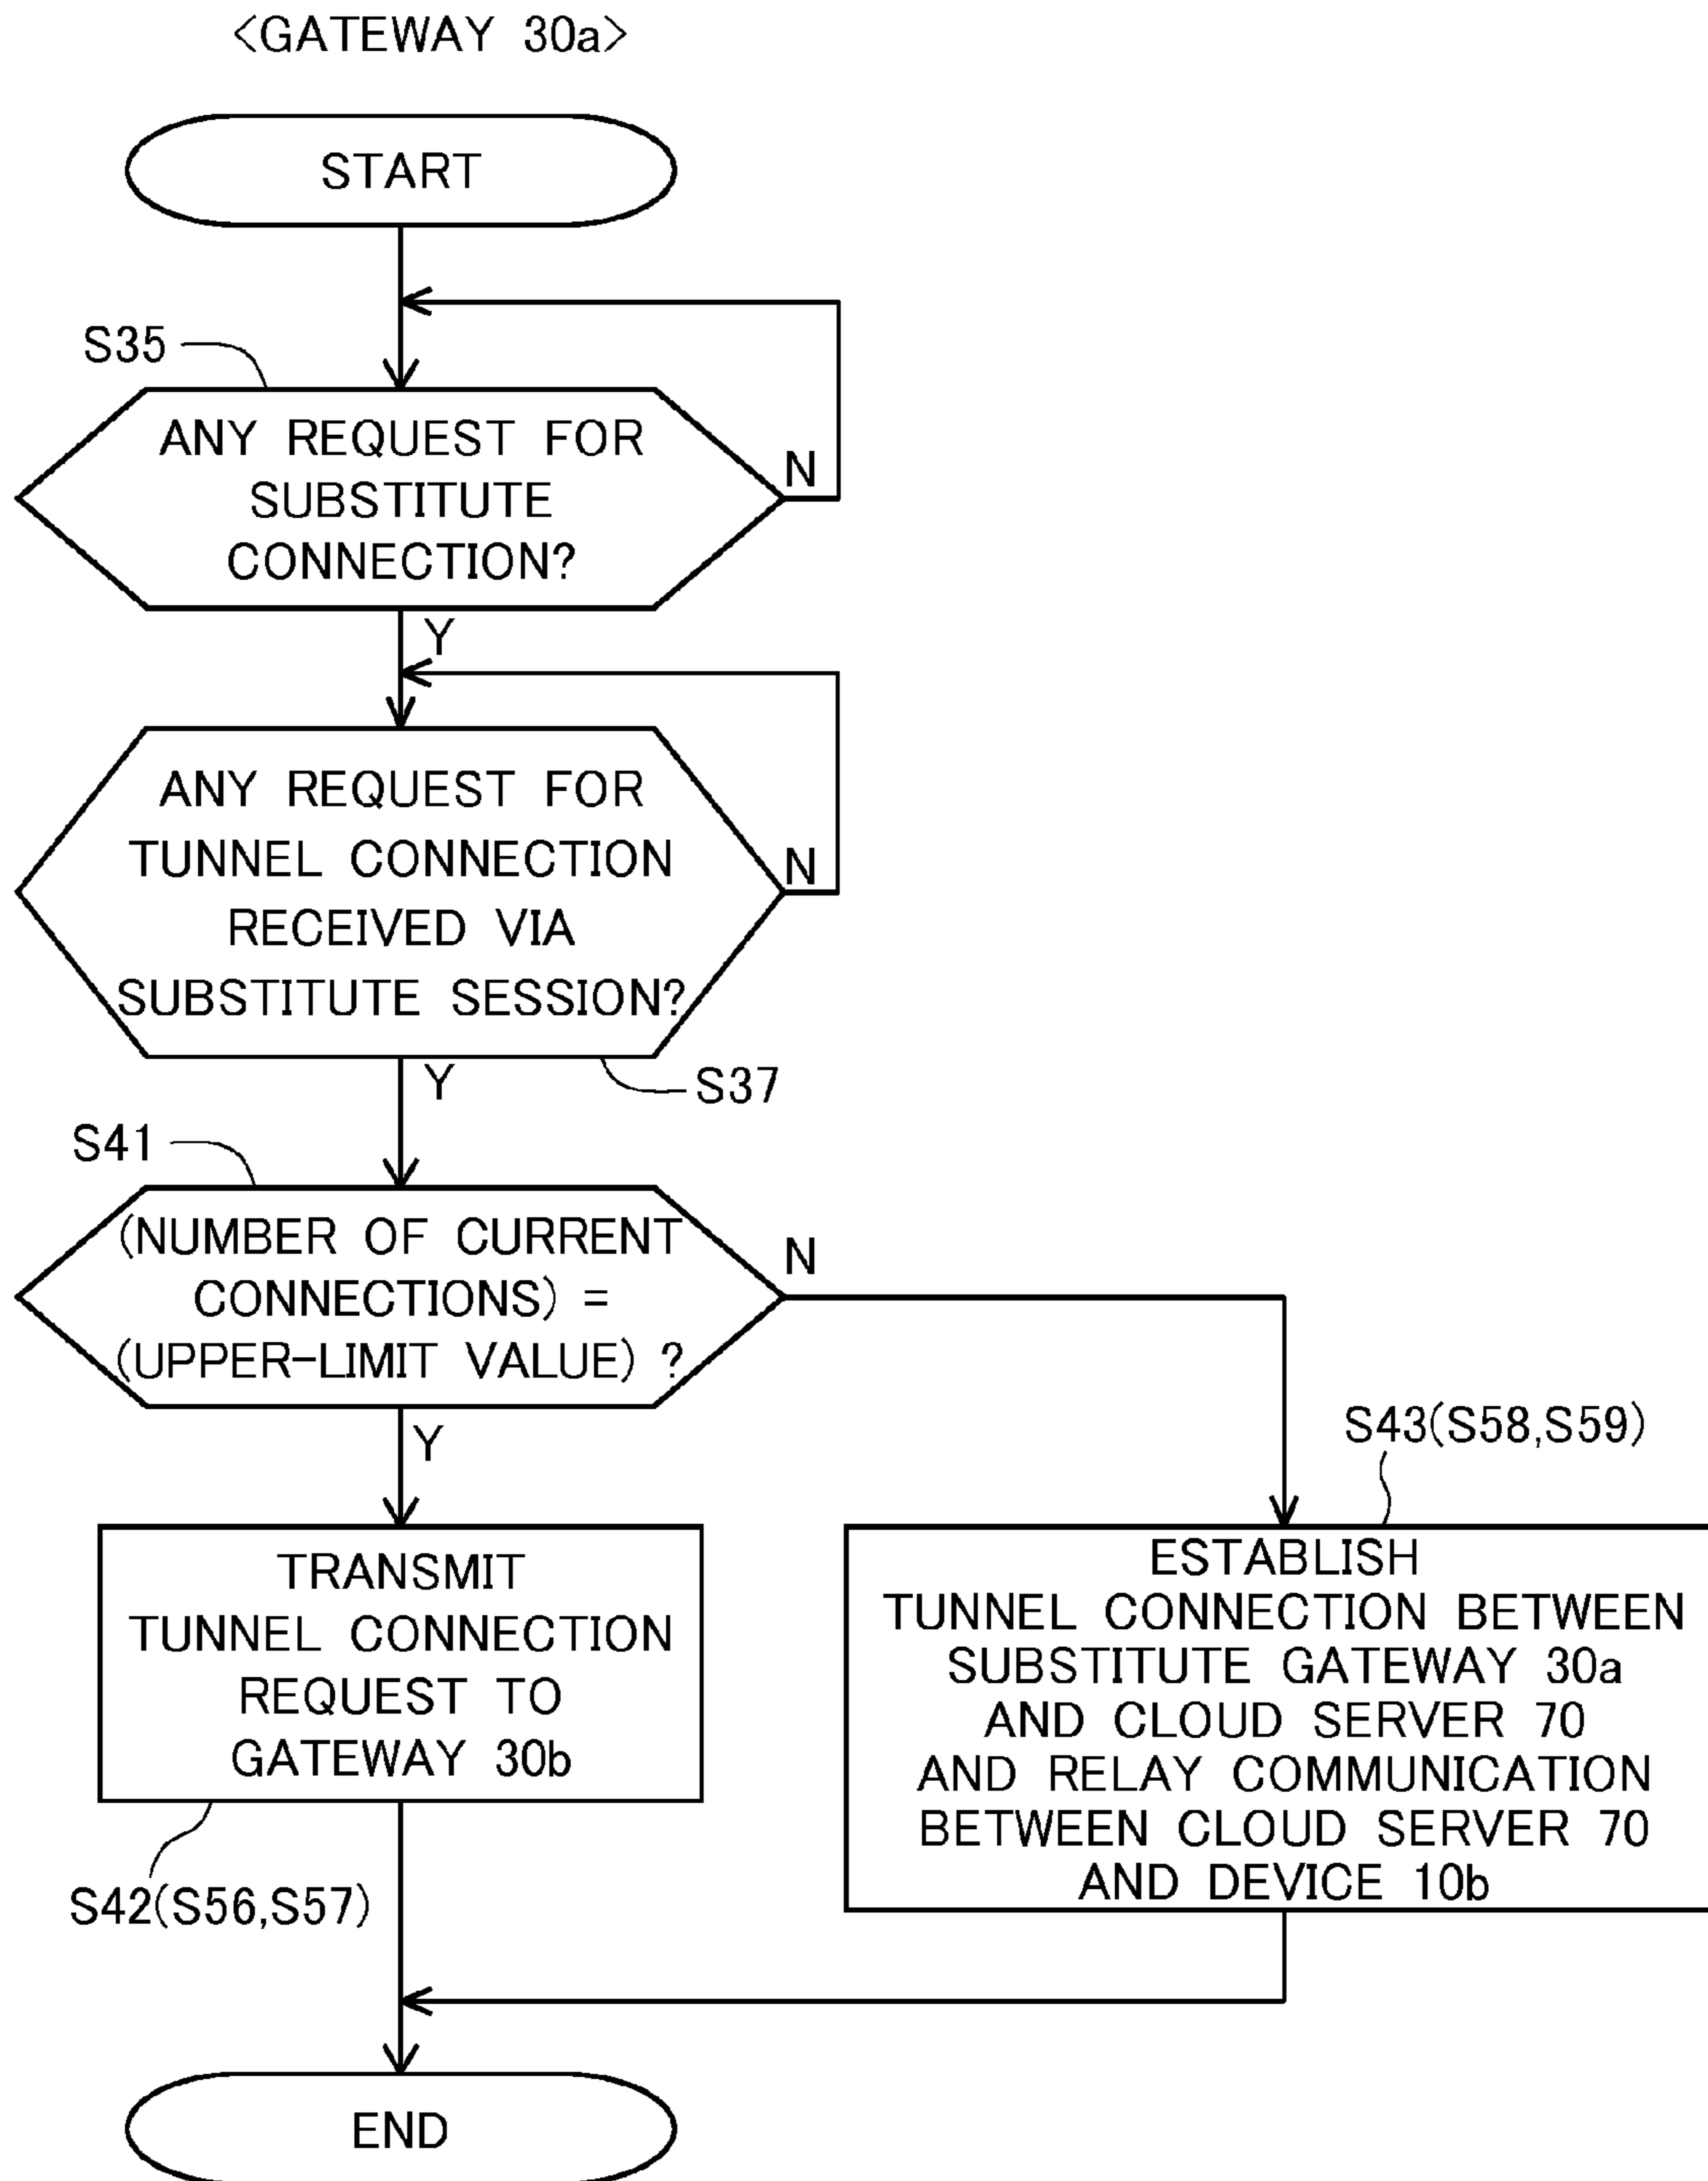 <GATEWAY 30a>
START
S35
ANY REQUEST FOR
SUBSTITUTE
CONNECTION?
N
Y
ANY REQUEST FOR
TUNNEL CONNECTION
RECEIVED VIA
SUBSTITUTE SESSION?
N
Y
S37
S41
(NUMBER OF CURRENT
CONNECTIONS) =
(UPPER-LIMIT VALUE) ?
N
Y
TRANSMIT
TUNNEL CONNECTION
REQUEST TO
GATEWAY 30b
S42(S56,S57)
S43(S58,S59)
ESTABLISH
TUNNEL CONNECTION BETWEEN
SUBSTITUTE GATEWAY 30a
AND CLOUD SERVER 70
AND RELAY COMMUNICATION
BETWEEN CLOUD SERVER 70
AND DEVICE 10b
END